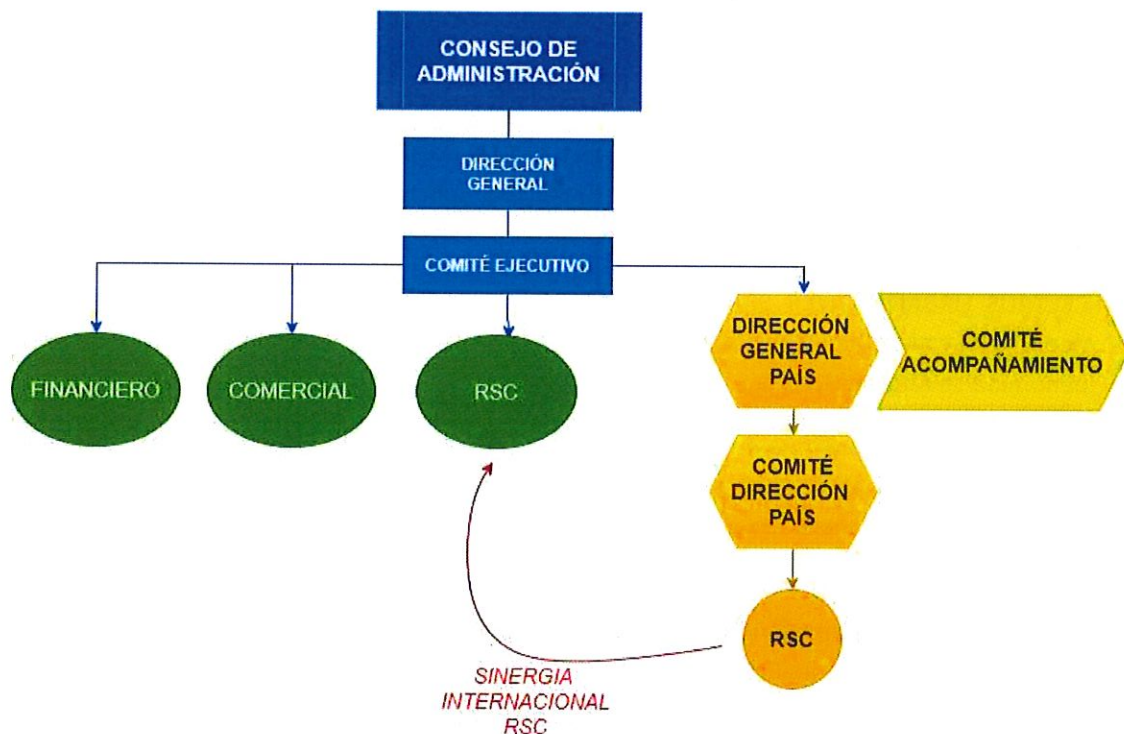 CONSEJO DE
ADMINISTRACIÓN
DIRECCIÓN
GENERAL
COMITÉ EJECUTIVO
FINANCIERO
COMERCIAL
RSC
DIRECCIÓN
GENERAL
PAÍS
COMITÉ
ACOMPAÑAMIENTO
COMITÉ
DIRECCIÓN
PAÍS
RSC
SINERGIA
INTERNACIONAL
RSC